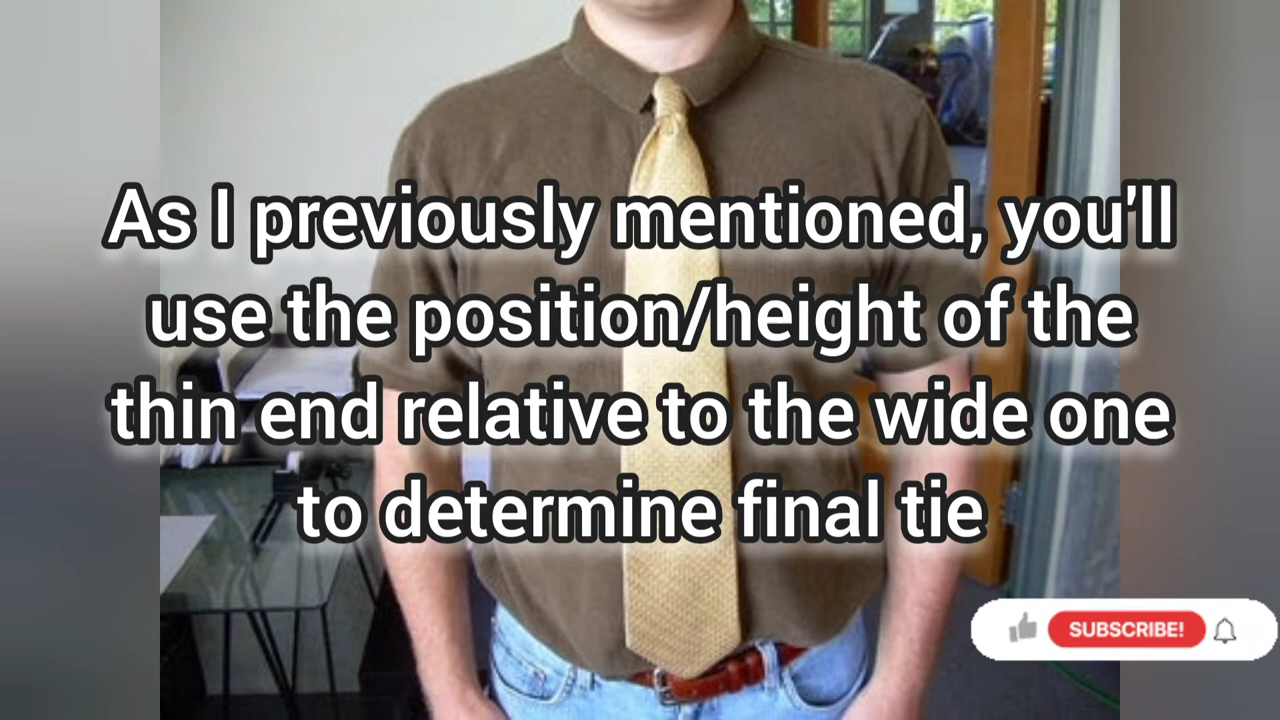 As I previously mentioned, you'll
use the position/height of the
thin end relative to the wide one
to determine final tie
SUBSCRIBE!